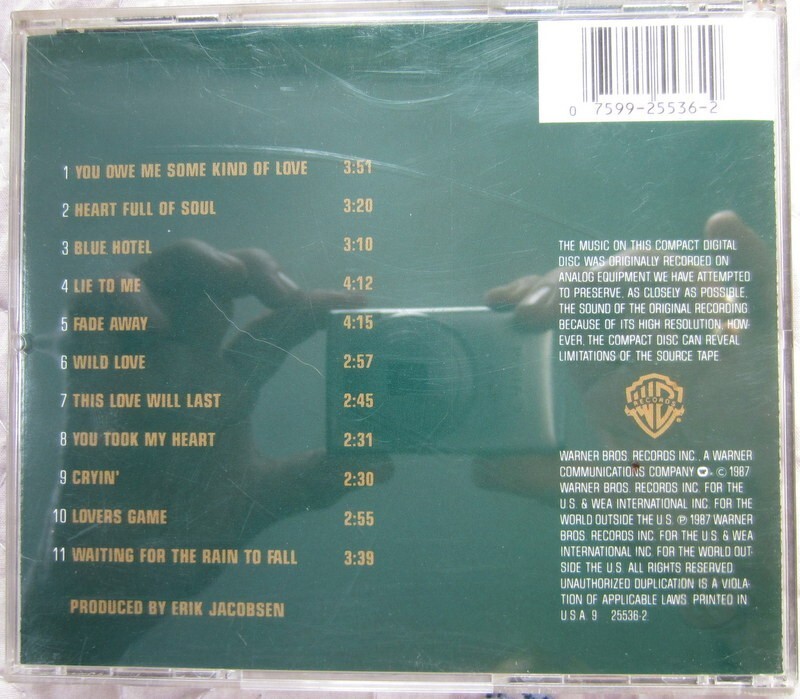 0 7599-25536-2
1 YOU OWE ME SOME KIND OF LOVE 3:51
2 HEART FULL OF SOUL 3:20
3 BLUE HOTEL 3:10
4 LIE TO ME 4:12
5 FADE AWAY 4:15
6 WILD LOVE 2:57
7 THIS LOVE WILL LAST 2:45
8 YOU TOOK MY HEART 2:31
9 CRYIN' 2:30
10 LOVERS GAME 2:55
11 WAITING FOR THE RAIN TO FALL 3:39
PRODUCED BY ERIK JACOBSEN
THE MUSIC ON THIS COMPACT DIGITAL
DISC WAS ORIGINALLY RECORDED ON
ANALOG EQUIPMENT. WE HAVE ATTEMPTED
TO PRESERVE, AS CLOSELY AS POSSIBLE,
THE SOUND OF THE ORIGINAL RECORDING.
BECAUSE OF ITS HIGH RESOLUTION, HOW-
EVER, THE COMPACT DISC CAN REVEAL
LIMITATIONS OF THE SOURCE TAPE.
WB RECORDS ®
WARNER BROS. RECORDS INC., A WARNER
COMMUNICATIONS COMPANY. © 1987
WARNER BROS. RECORDS INC. FOR THE
U.S. & WEA INTERNATIONAL INC. FOR THE
WORLD OUTSIDE THE U.S. ℗ 1987 WARNER
BROS. RECORDS INC. FOR THE U.S. & WEA
INTERNATIONAL INC. FOR THE WORLD OUT-
SIDE THE U.S. ALL RIGHTS RESERVED.
UNAUTHORIZED DUPLICATION IS A VIOLA-
TION OF APPLICABLE LAWS. PRINTED IN
U.S.A. 9 25536-2